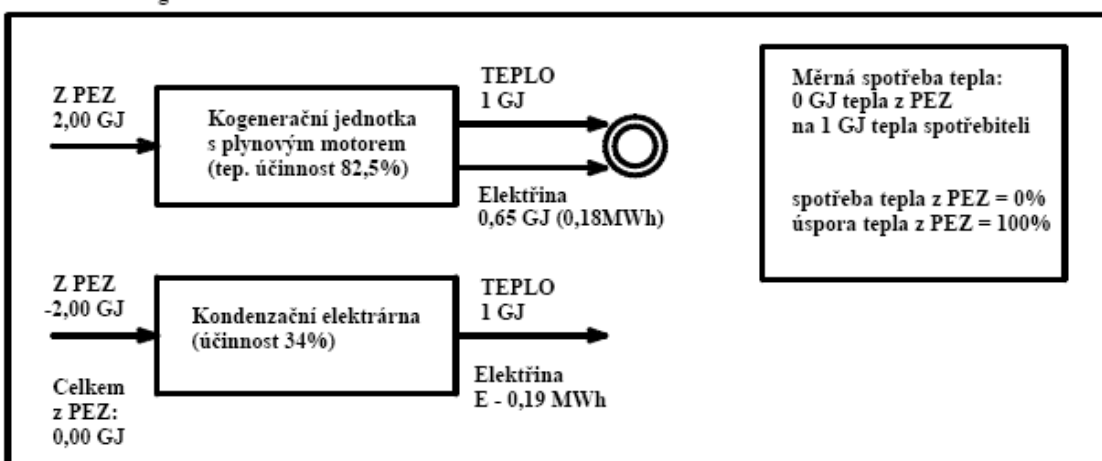 Z PEZ
2,00 GJ
Kogenerační jednotka
s plynovým motorem
(tep. účinnost 82,5%)
TEPLO
1 GJ
Elektřina
0,65 GJ (0,18MWh)
Měrná spotřeba tepla:
0 GJ tepla z PEZ
na 1 GJ tepla spotřebiteli
spotřeba tepla z PEZ = 0%
úspora tepla z PEZ = 100%
Z PEZ
-2,00 GJ
Kondenzační elektrárna
(účinnost 34%)
TEPLO
1 GJ
Elektřina
E - 0,19 MWh
Celkem
z PEZ:
0,00 GJ